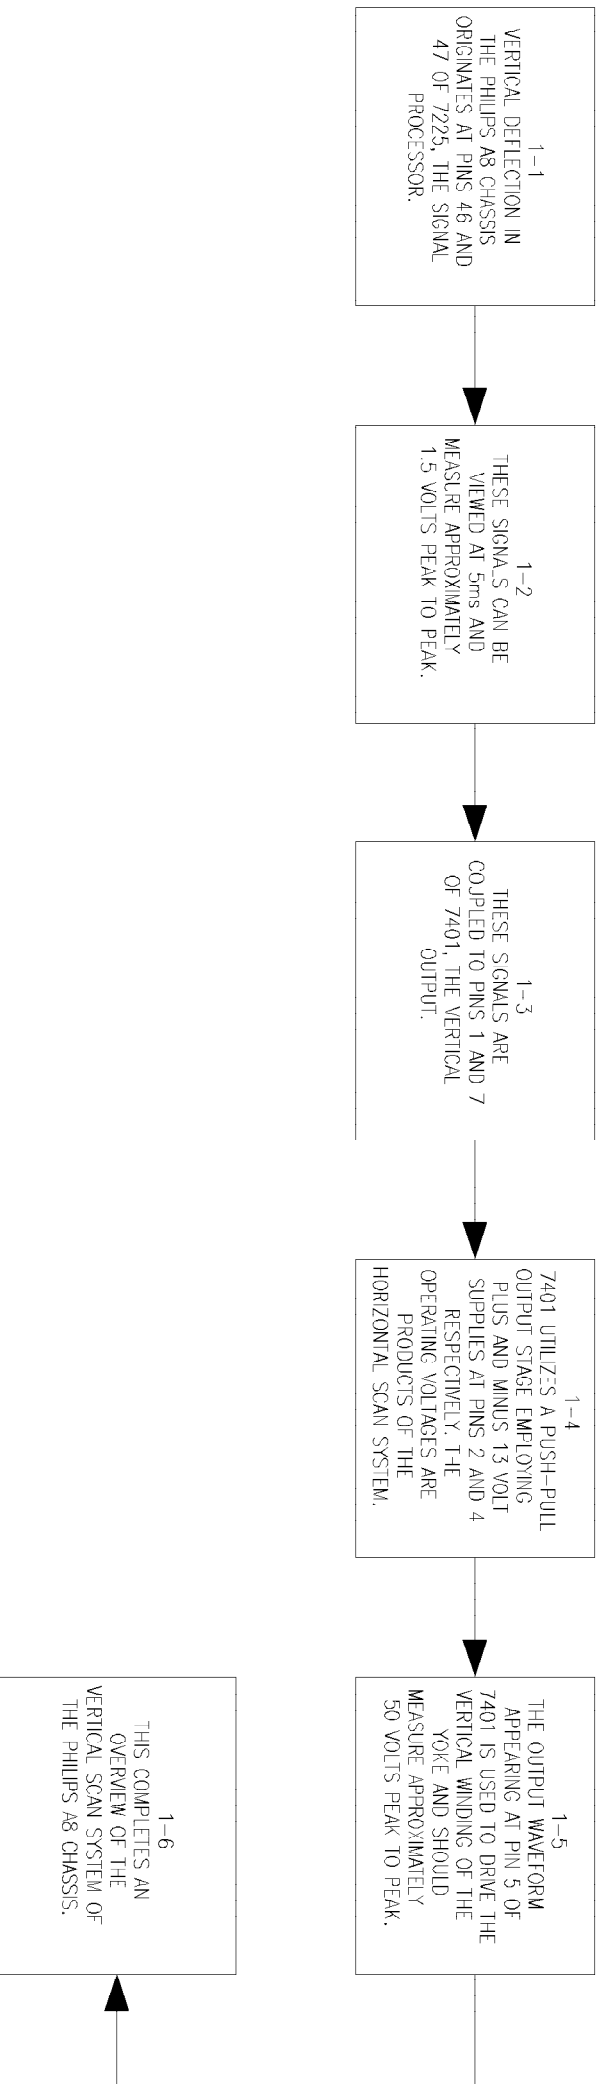 1-1
VERTICAL DEFLECTION IN
THE PHILIPS A8 CHASSIS
ORIGINATES AT PINS 46 AND
47 OF 7225, THE SIGNAL
PROCESSOR.
1-2
THESE SIGNALS CAN BE
VIEWED AT 5ms AND
MEASURE APPROXIMATELY
1.5 VOLTS PEAK TO PEAK.
1-3
THESE SIGNALS ARE
COUPLED TO PINS 1 AND 7
OF 7401, THE VERTICAL
OUTPUT.
1-4
7401 UTILIZES A PUSH-PULL
OUTPUT STAGE EMPLOYING
PLUS AND MINUS 13 VOLT
SUPPLIES AT PINS 2 AND 4
RESPECTIVELY. THE
OPERATING VOLTAGES ARE
PRODUCTS OF THE
HORIZONTAL SCAN SYSTEM.
1-5
THE OUTPUT WAVEFORM
APPEARING AT PIN 5 OF
7401 IS USED TO DRIVE THE
VERTICAL WINDING OF THE
YOKE AND SHOULD
MEASURE APPROXIMATELY
50 VOLTS PEAK TO PEAK.
1-6
THIS COMPLETES AN
OVERVIEW OF THE
VERTICAL SCAN SYSTEM OF
THE PHILIPS A8 CHASSIS.